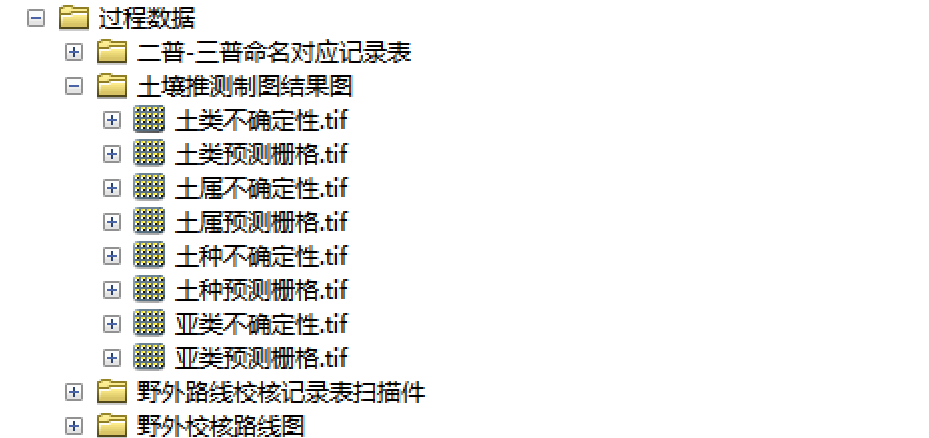 过程数据
二普-三普命名对应记录表
土壤推测制图结果图
土类不确定性.tif
土类预测栅格.tif
土属不确定性.tif
土属预测栅格.tif
土种不确定性.tif
土种预测栅格.tif
亚类不确定性.tif
亚类预测栅格.tif
野外路线校核记录表扫描件
野外校核路线图